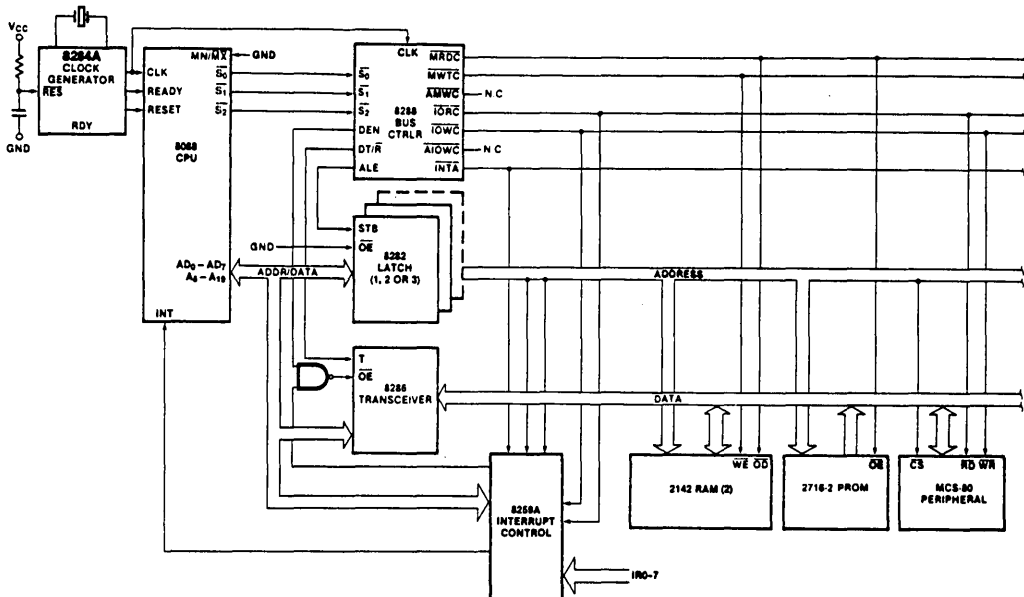 VCC
8284A
CLOCK
GENERATOR
RES
RDY
GND
MN/MX
GND
CLK
READY
RESET
S0
S1
S2
8088
CPU
DEN
DT/R
ALE
AD0 – AD7
A8 – A19
INT
CLK
S0
S1
S2
8288
BUS
CTRLR
MRDC
MWTC
AMWC
N.C
IORC
IOWC
AIOWC
N C
INTA
STB
GND
OE
8282
LATCH
(1, 2 OR 3)
ADDR/DATA
ADDRESS
T
OE
8286
TRANSCEIVER
DATA
8259A
INTERRUPT
CONTROL
IR0-7
WE OD
2142 RAM (2)
OE
2716-2 PROM
CS RD WR
MCS-80
PERIPHERAL